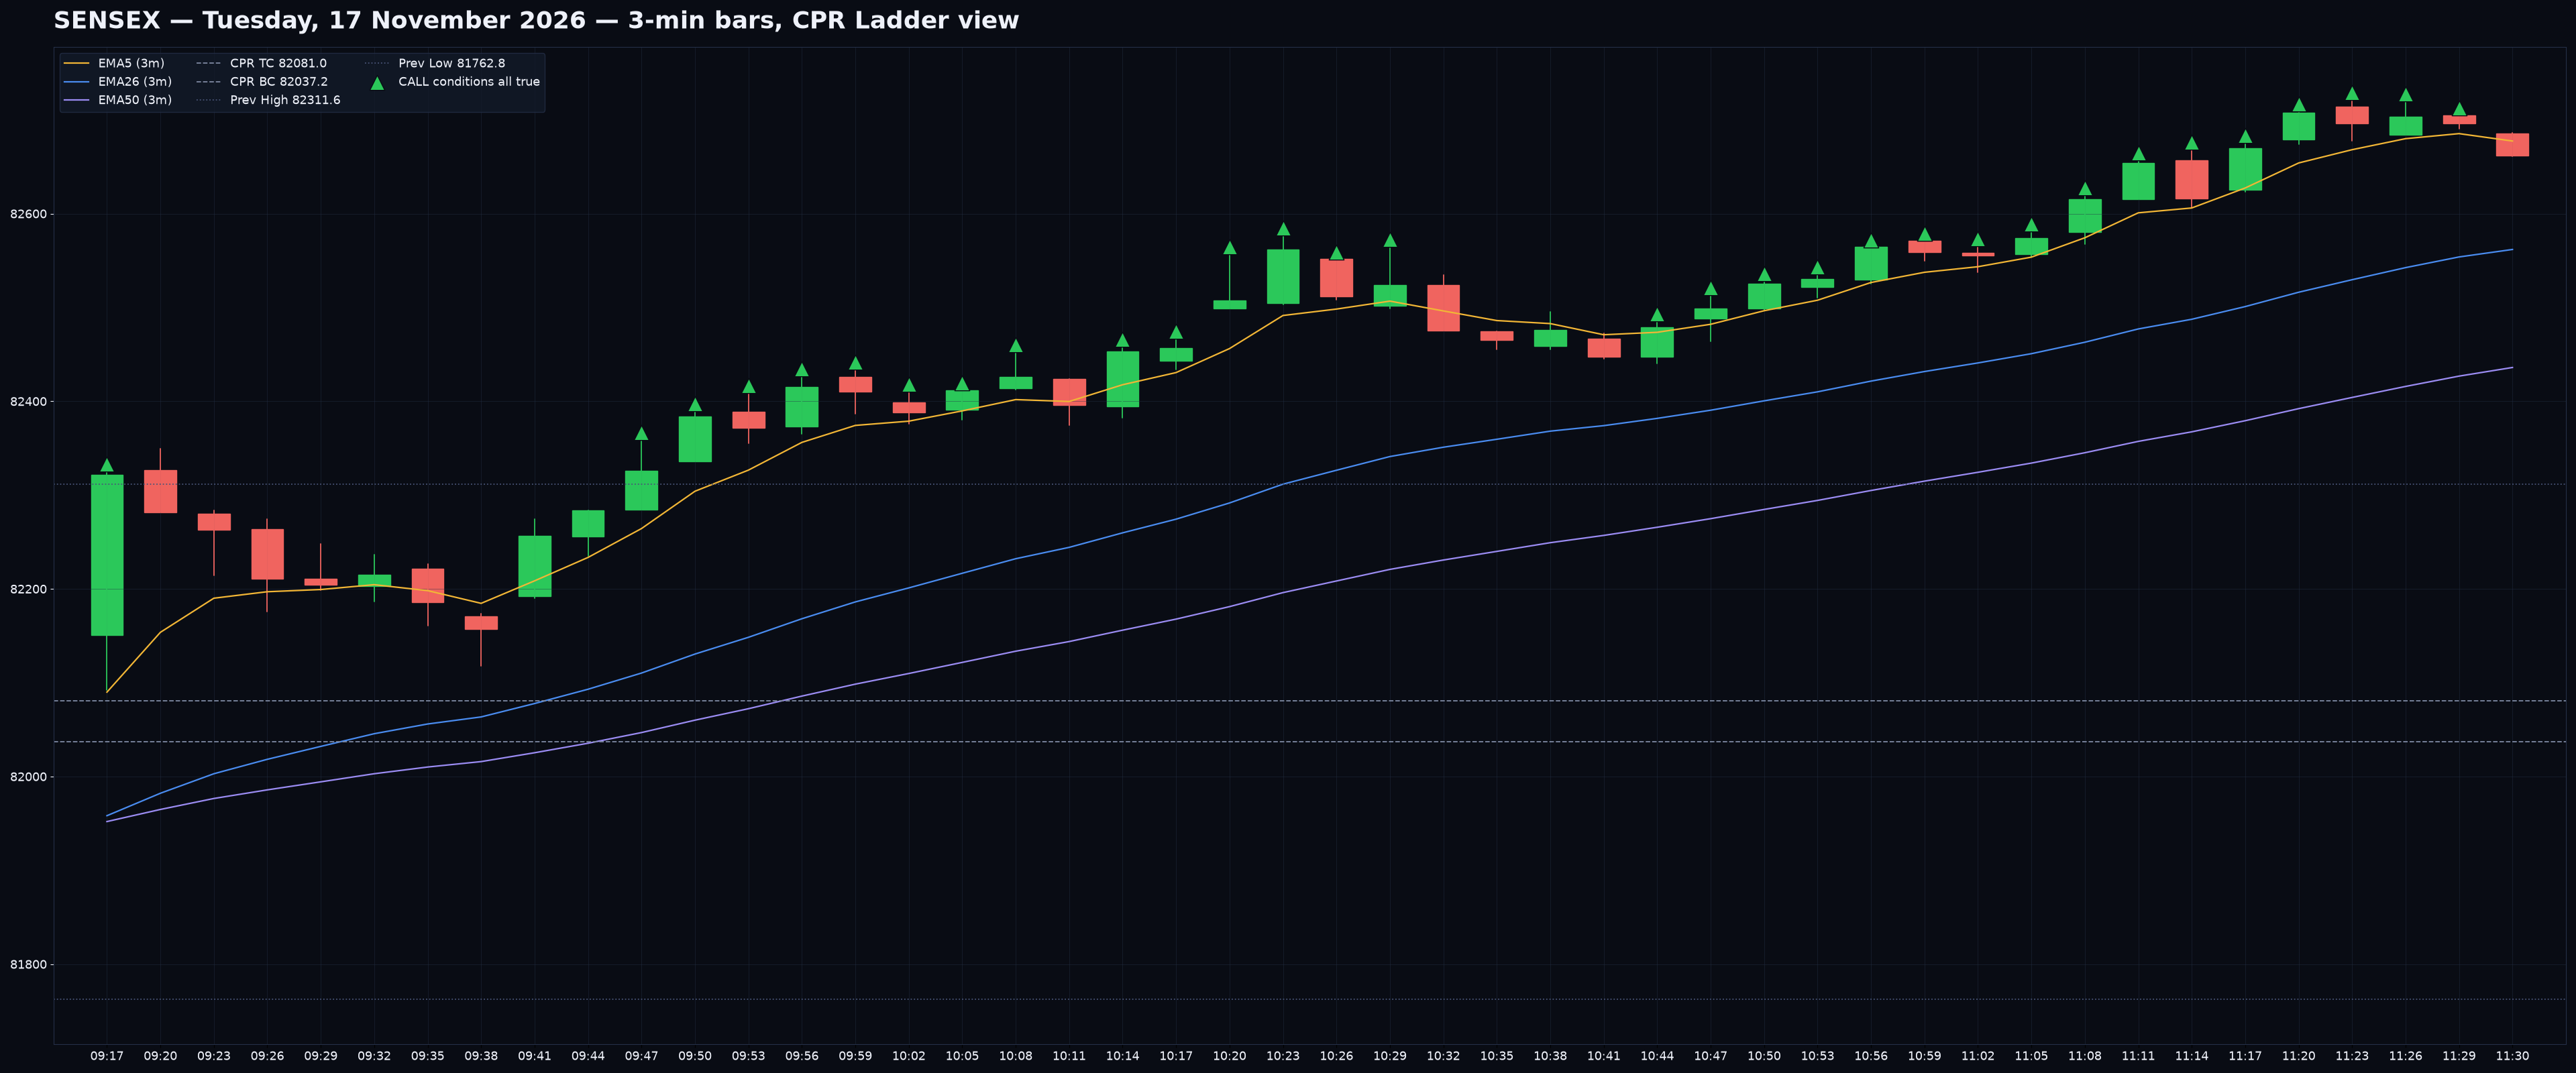 SENSEX — Tuesday, 17 November 2026 — 3-min bars, CPR Ladder view
EMA5 (3m)
EMA26 (3m)
EMA50 (3m)
CPR TC 82081.0
CPR BC 82037.2
Prev High 82311.6
Prev Low 81762.8
CALL conditions all true
82600
82400
82200
82000
81800
09:17 09:20 09:23 09:26 09:29 09:32 09:35 09:38 09:41 09:44 09:47 09:50 09:53 09:56 09:59 10:02 10:05 10:08 10:11 10:14 10:17 10:20 10:23 10:26 10:29 10:32 10:35 10:38 10:41 10:44 10:47 10:50 10:53 10:56 10:59 11:02 11:05 11:08 11:11 11:14 11:17 11:20 11:23 11:26 11:29 11:30